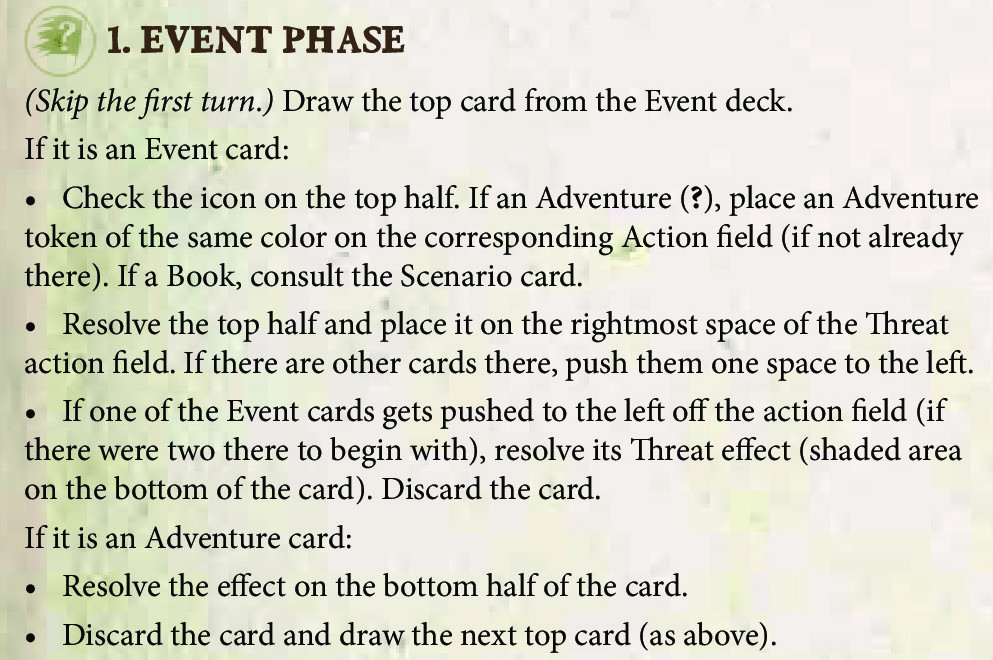 1. EVENT PHASE
(Skip the first turn.) Draw the top card from the Event deck.
If it is an Event card:
• Check the icon on the top half. If an Adventure (?), place an Adventure
token of the same color on the corresponding Action field (if not already
there). If a Book, consult the Scenario card.
• Resolve the top half and place it on the rightmost space of the Threat
action field. If there are other cards there, push them one space to the left.
• If one of the Event cards gets pushed to the left off the action field (if
there were two there to begin with), resolve its Threat effect (shaded area
on the bottom of the card). Discard the card.
If it is an Adventure card:
• Resolve the effect on the bottom half of the card.
• Discard the card and draw the next top card (as above).